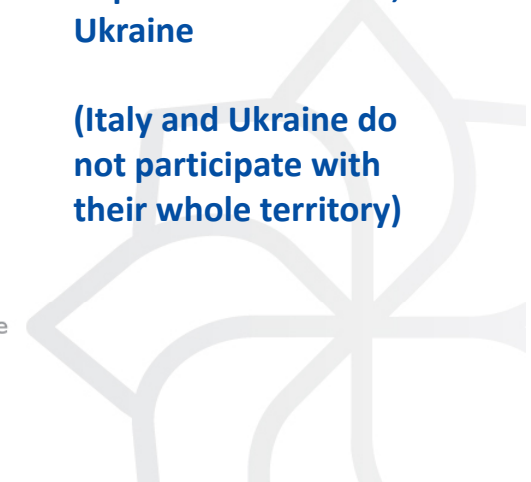 Ukraine
(Italy and Ukraine do
not participate with
their whole territory)
e